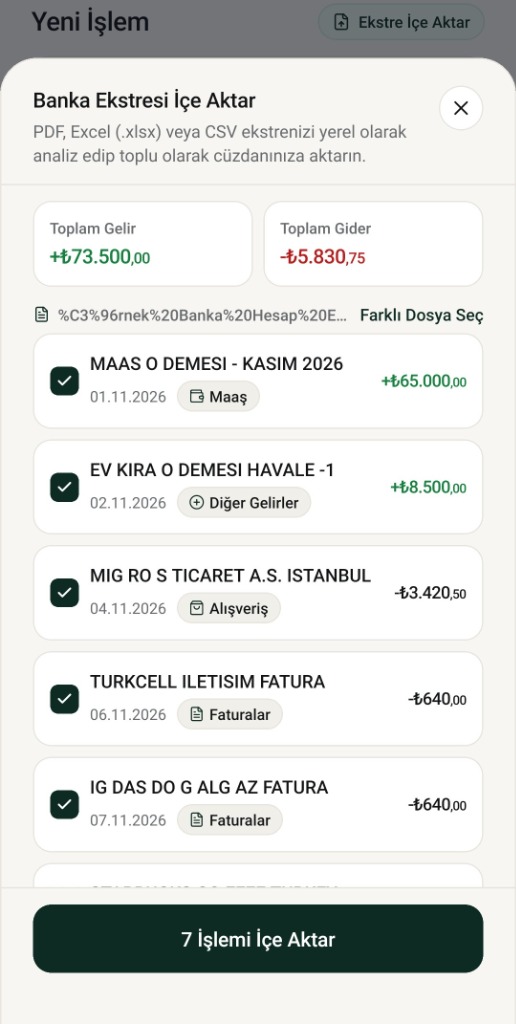 Yeni İşlem
Ekstre İçe Aktar
Banka Ekstresi İçe Aktar
PDF, Excel (.xlsx) veya CSV ekstrenizi yerel olarak
analiz edip toplu olarak cüzdanınıza aktarın.
Toplam Gelir
+₺73.500,00
Toplam Gider
-₺5.830,75
%C3%96rnek%20Banka%20Hesap%20E...
Farklı Dosya Seç
MAAS O DEMESI - KASIM 2026
+₺65.000,00
01.11.2026
Maaş
EV KIRA O DEMESI HAVALE -1
+₺8.500,00
02.11.2026
Diğer Gelirler
MIG RO S TICARET A.S. ISTANBUL
-₺3.420,50
04.11.2026
Alışveriş
TURKCELL ILETISIM FATURA
-₺640,00
06.11.2026
Faturalar
IG DAS DO G ALG AZ FATURA
-₺640,00
07.11.2026
Faturalar
7 İşlemi İçe Aktar